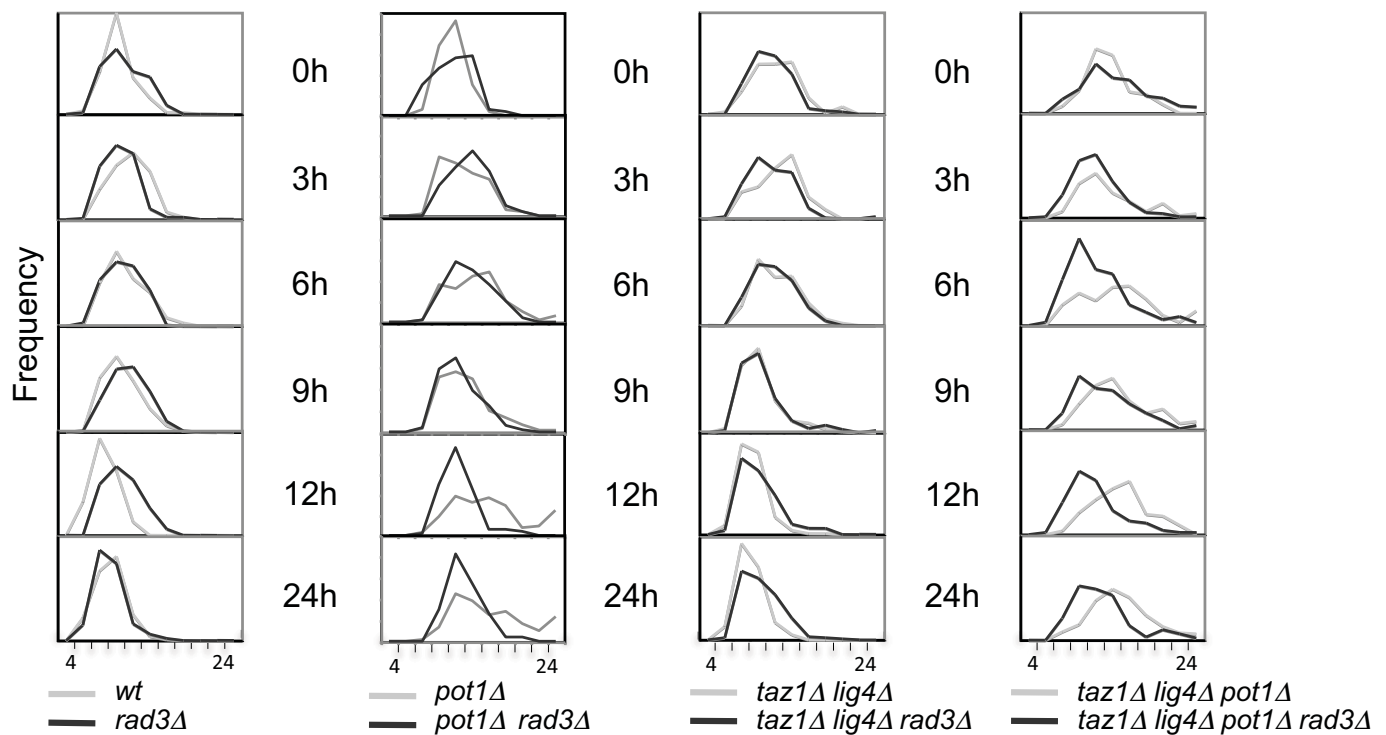 Frequency
0h 0h 0h
3h 3h 3h
6h 6h 6h
9h 9h 9h
12h 12h 12h
24h 24h 24h
4 24 4 24 4 24 4 24
wt pot1Δ taz1Δ lig4Δ taz1Δ lig4Δ pot1Δ
rad3Δ pot1Δ rad3Δ taz1Δ lig4Δ rad3Δ taz1Δ lig4Δ pot1Δ rad3Δ